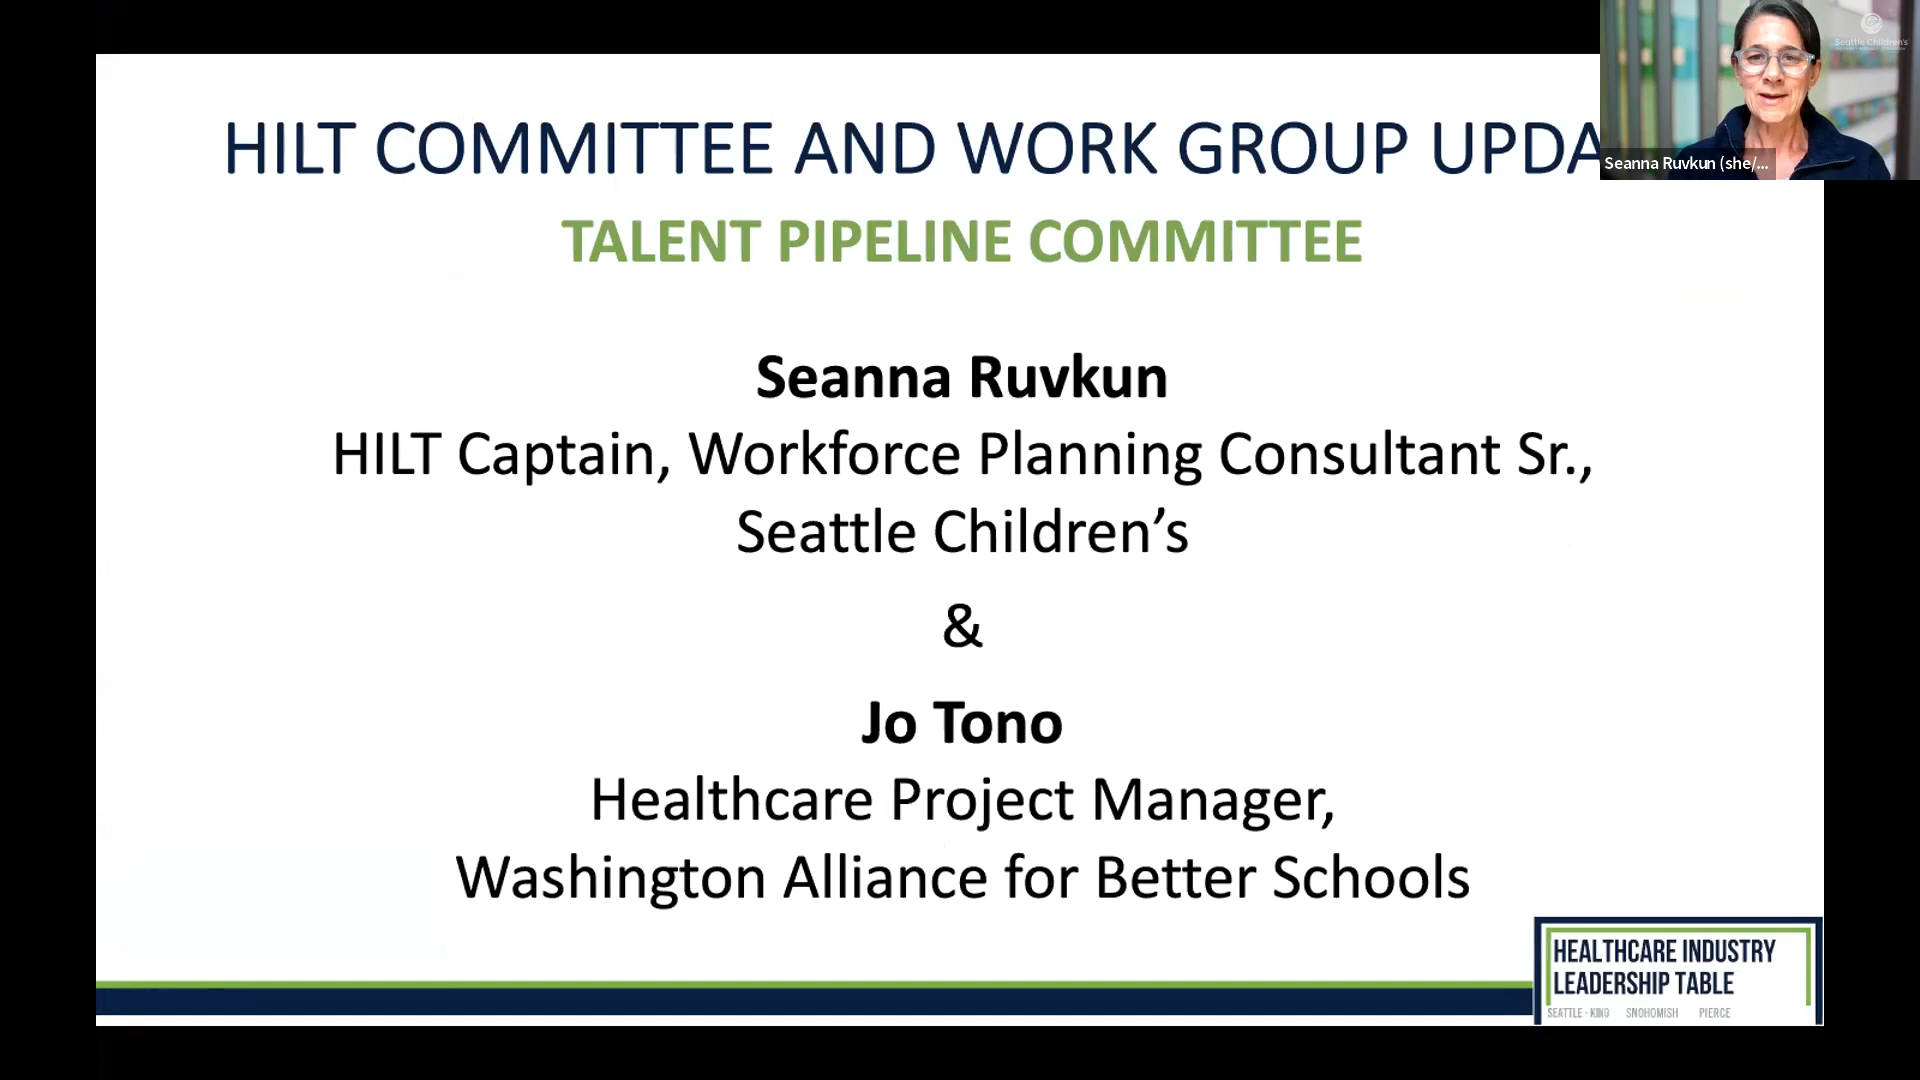 HILT COMMITTEE AND WORK GROUP UPDA
TALENT PIPELINE COMMITTEE
Seanna Ruvkun
HILT Captain, Workforce Planning Consultant Sr.,
Seattle Children's
&
Jo Tono
Healthcare Project Manager,
Washington Alliance for Better Schools
Seattle Children's
Seanna Ruvkun (she/...
HEALTHCARE INDUSTRY
LEADERSHIP TABLE
SEATTLE - KING SNOHOMISH PIERCE